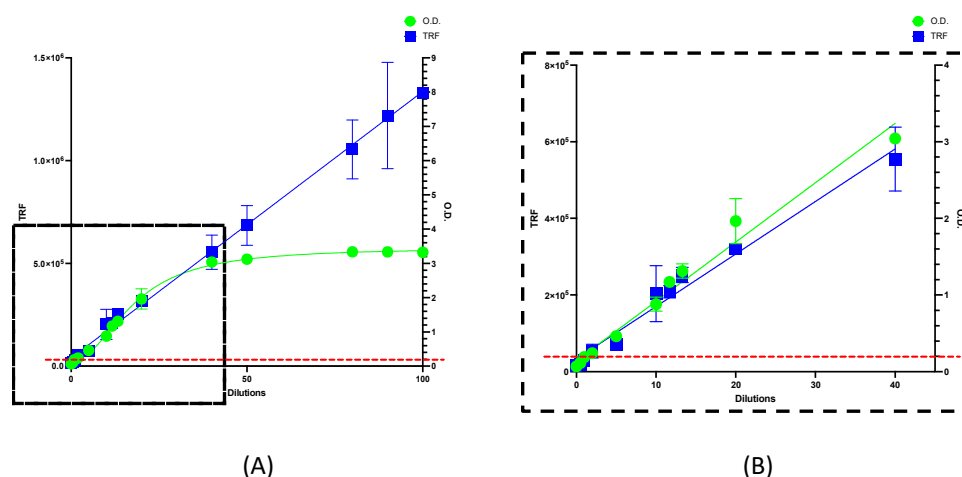 O.D.
TRF
1.5×10⁶
1.0×10⁶
5.0×10⁵
0.0
TRF
9
8
7
6
5
4
3
2
1
0
O.D.
0
50
100
Dilutions
(A)
O.D.
TRF
8×10⁵
6×10⁵
4×10⁵
2×10⁵
0
TRF
4
3
2
1
0
O.D.
0
10
20
30
40
Dilutions
(B)